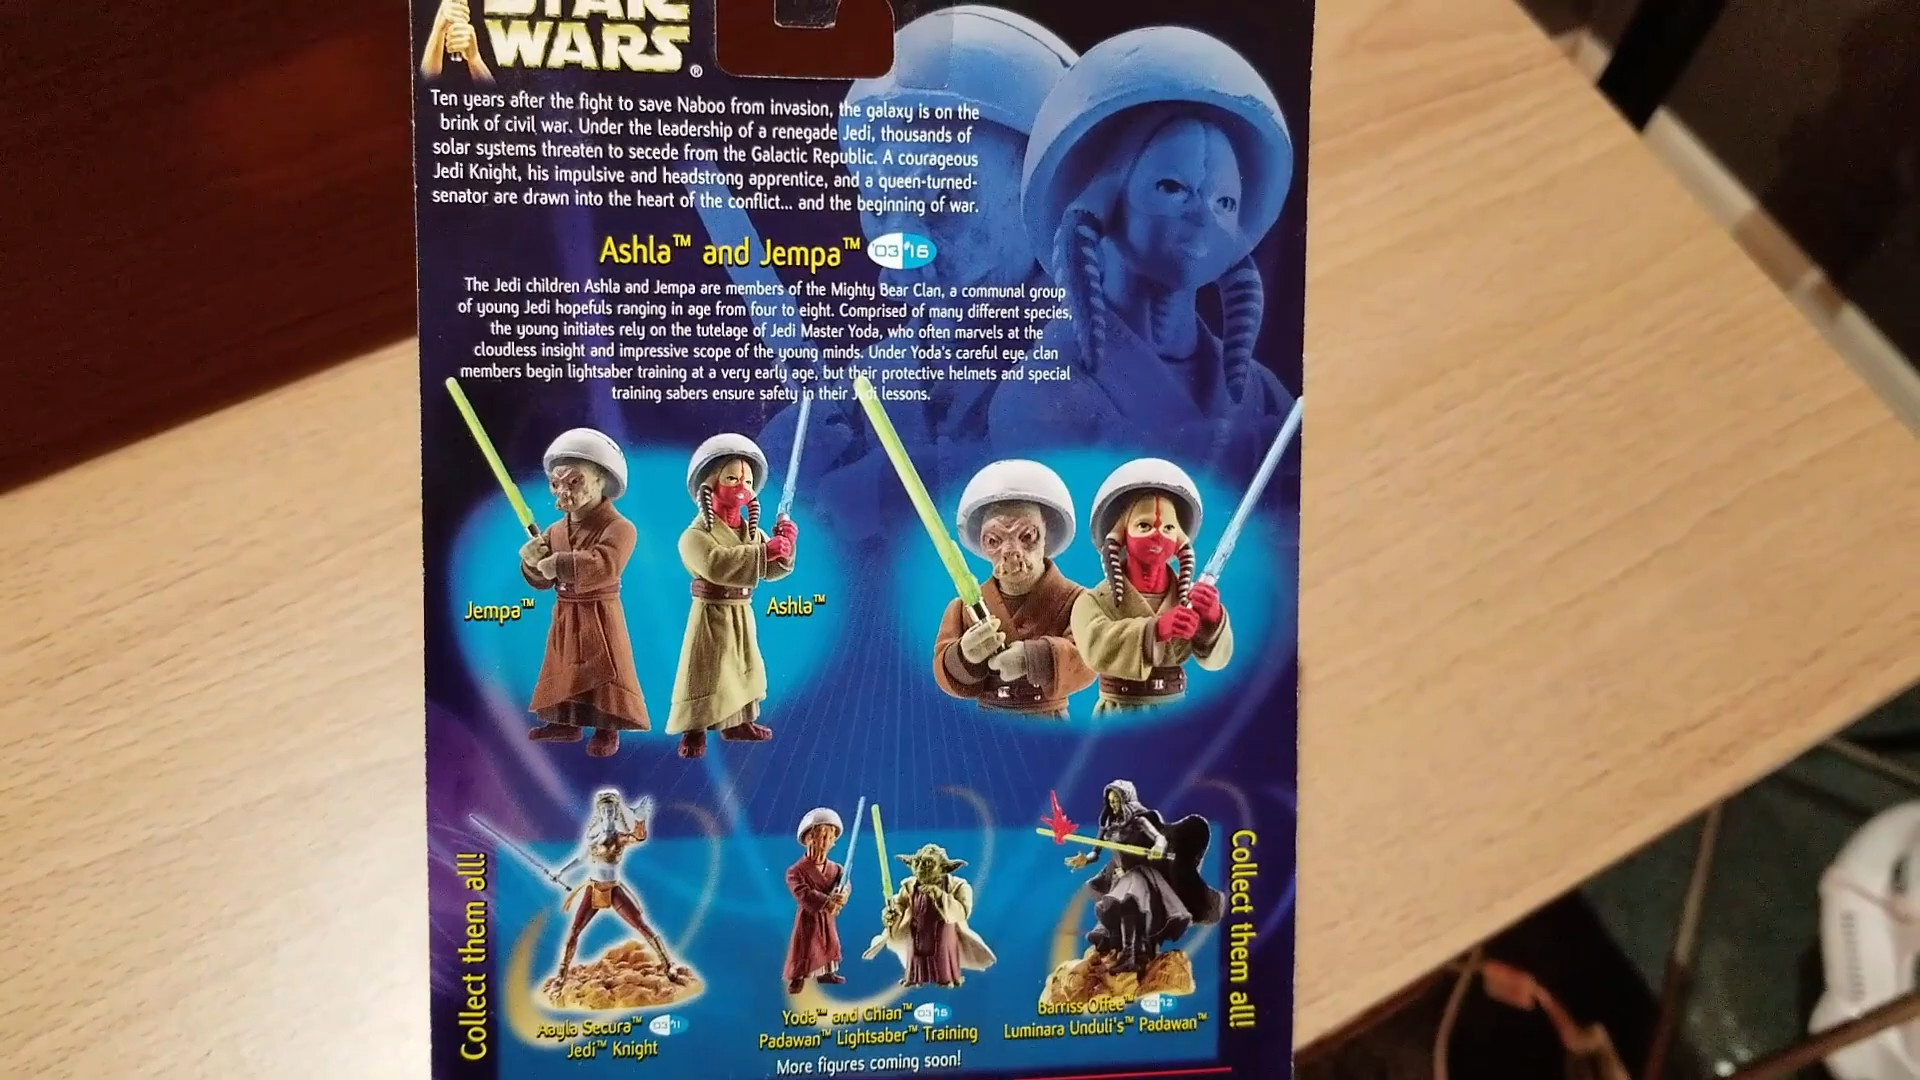 STAR
WARS®
Ten years after the fight to save Naboo from invasion, the galaxy is on the
brink of civil war. Under the leadership of a renegade Jedi, thousands of
solar systems threaten to secede from the Galactic Republic. A courageous
Jedi Knight, his impulsive and headstrong apprentice, and a queen-turned-
senator are drawn into the heart of the conflict... and the beginning of war.
Ashla™ and Jempa™ '03 #16
The Jedi children Ashla and Jempa are members of the Mighty Bear Clan, a communal group
of young Jedi hopefuls ranging in age from four to eight. Comprised of many different species,
the young initiates rely on the tutelage of Jedi Master Yoda, who often marvels at the
cloudless insight and impressive scope of the young minds. Under Yoda's careful eye, clan
members begin lightsaber training at a very early age, but their protective helmets and special
training sabers ensure safety in their Jedi lessons.
Jempa™
Ashla™
Collect them all!
Aayla Secura™ '03 #11
Jedi™ Knight
Yoda™ and Chian™ '03 #15
Padawan™ Lightsaber™ Training
Barriss Offee™ '03 #12
Luminara Unduli's™ Padawan™
Collect them all!
More figures coming soon!